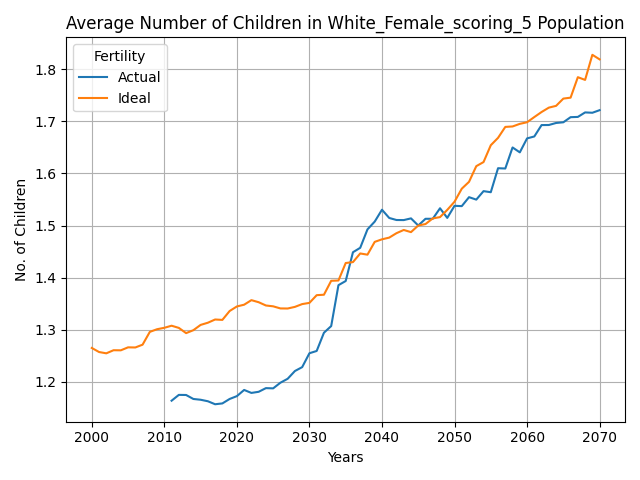 Average Number of Children in White_Female_scoring_5 Population
Fertility
Actual
Ideal
No. of Children
1.8
1.7
1.6
1.5
1.4
1.3
1.2
2000 2010 2020 2030 2040 2050 2060 2070
Years